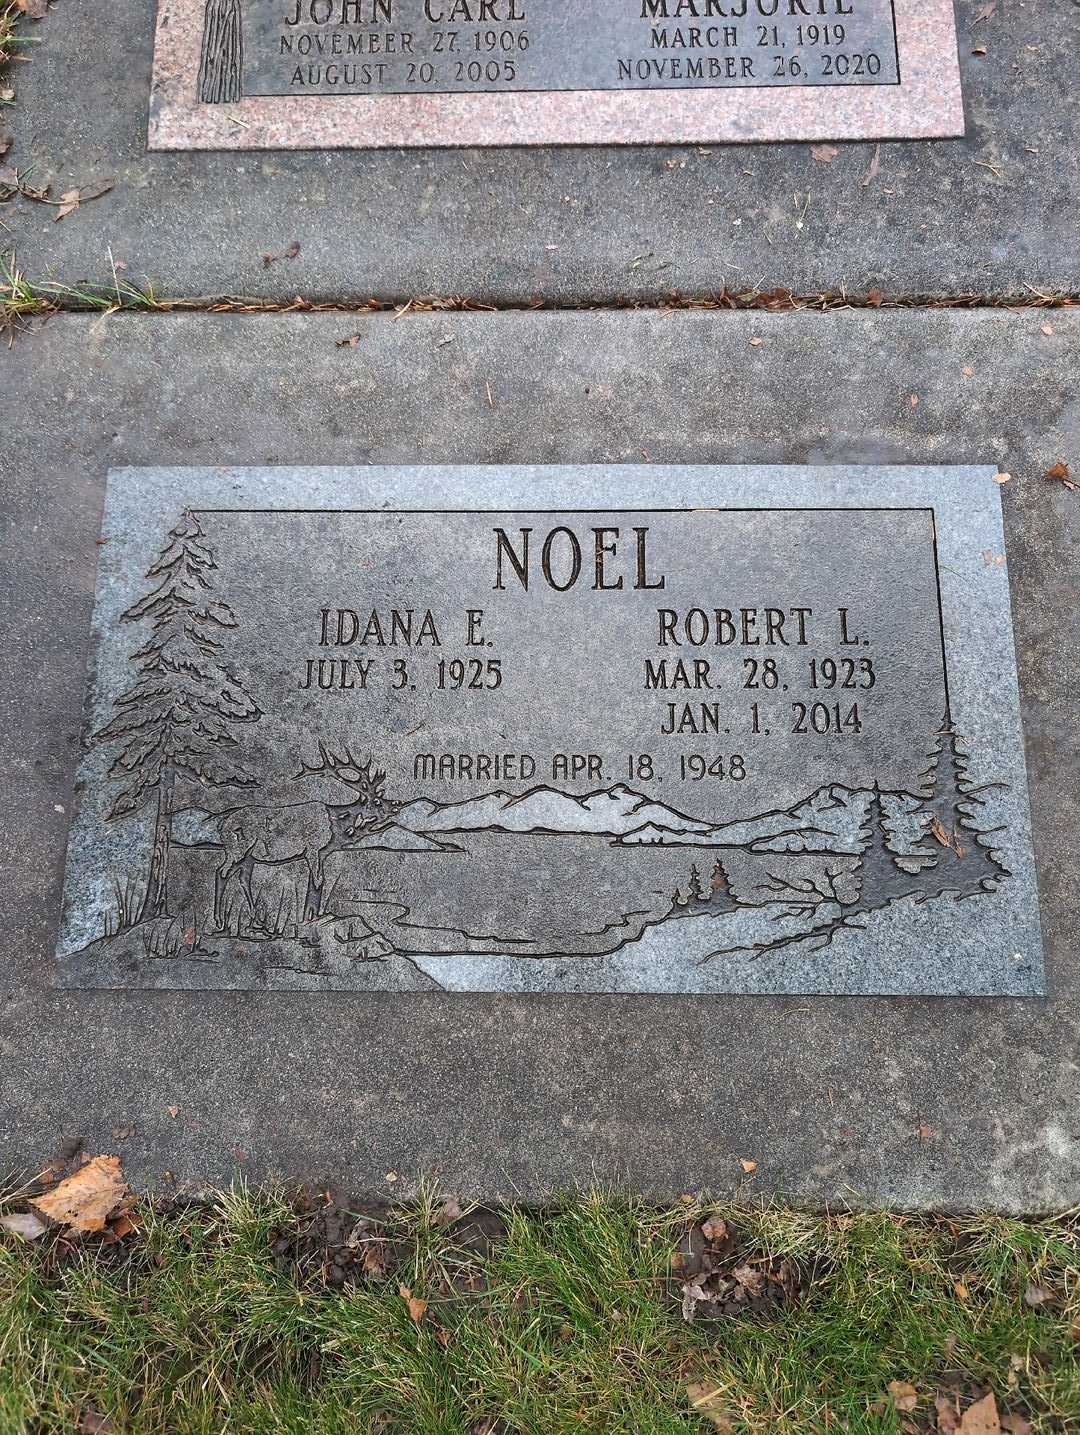 JOHN CARL
NOVEMBER 27, 1906
AUGUST 20, 2005
MARJORIE
MARCH 21, 1919
NOVEMBER 26, 2020
NOEL
IDANA E.
JULY 3, 1925
ROBERT L.
MAR. 28, 1923
JAN. 1, 2014
MARRIED APR. 18, 1948